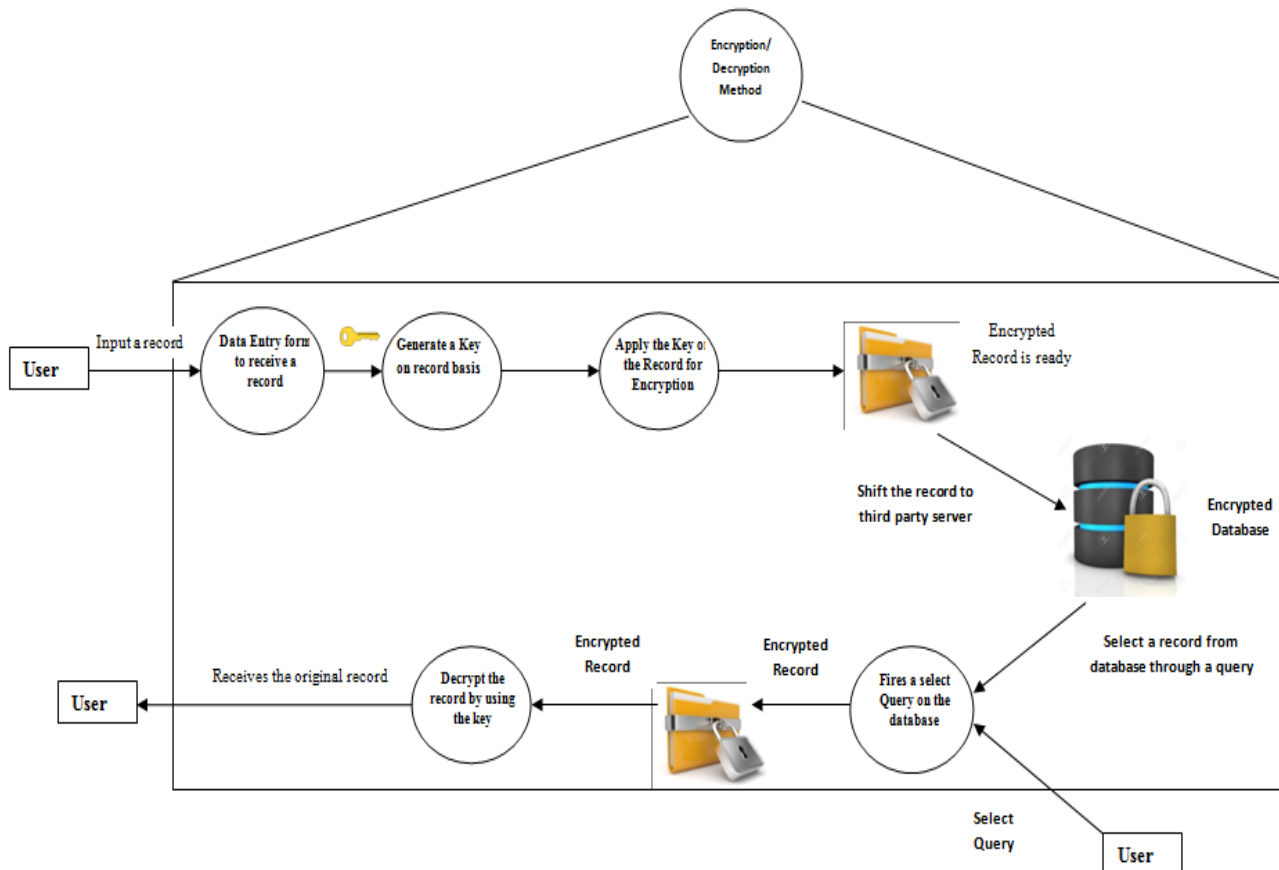 Encryption/
Decryption
Method
Input a record
User
Data Entry form
to receive a
record
Generate a Key
on record basis
Apply the Key o
the Record for
Encryption
Encrypted
Record is ready
Shift the record to
third party server
Encrypted
Database
Select a record from
database through a query
Fires a select
Query on the
database
Encrypted
Record
Encrypted
Record
Decrypt the
record by using
the key
Receives the original record
User
Select
Query
User